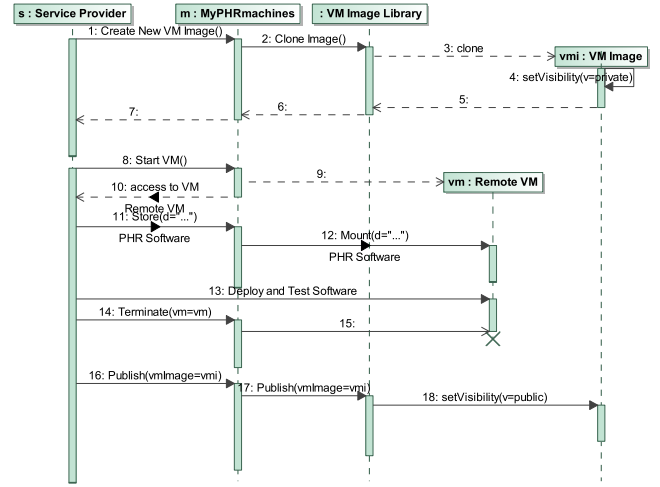 s : Service Provider
m : MyPHRmachines
: VM Image Library
1: Create New VM Image()
2: Clone Image()
3: clone
vmi : VM Image
4: setVisibility(v=private)
5:
6:
7:
8: Start VM()
9:
vm : Remote VM
10: access to VM
Remote VM
11: Store(d="...")
PHR Software
12: Mount(d="...")
PHR Software
13: Deploy and Test Software
14: Terminate(vm=vm)
15:
16: Publish(vmImage=vmi)
17: Publish(vmImage=vmi)
18: setVisibility(v=public)